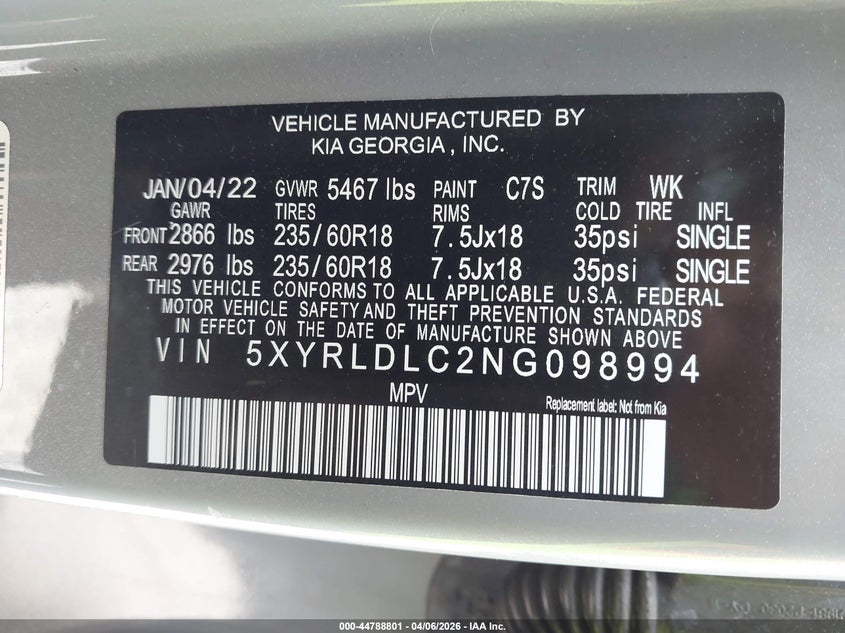 VEHICLE MANUFACTURED BY
KIA GEORGIA, INC.
JAN/04/22 GVWR 5467 lbs PAINT C7S TRIM WK
GAWR TIRES RIMS COLD TIRE INFL
FRONT 2866 lbs 235/60R18 7.5Jx18 35psi SINGLE
REAR 2976 lbs 235/60R18 7.5Jx18 35psi SINGLE
THIS VEHICLE CONFORMS TO ALL APPLICABLE U.S.A. FEDERAL
MOTOR VEHICLE SAFETY AND THEFT PREVENTION STANDARDS
IN EFFECT ON THE DATE OF MANUFACTURE SHOWN ABOVE
VIN 5XYRLDLC2NG098994
MPV
Replacement label: Not from Kia
000-44788801 - 04/06/2026 - IAA Inc.